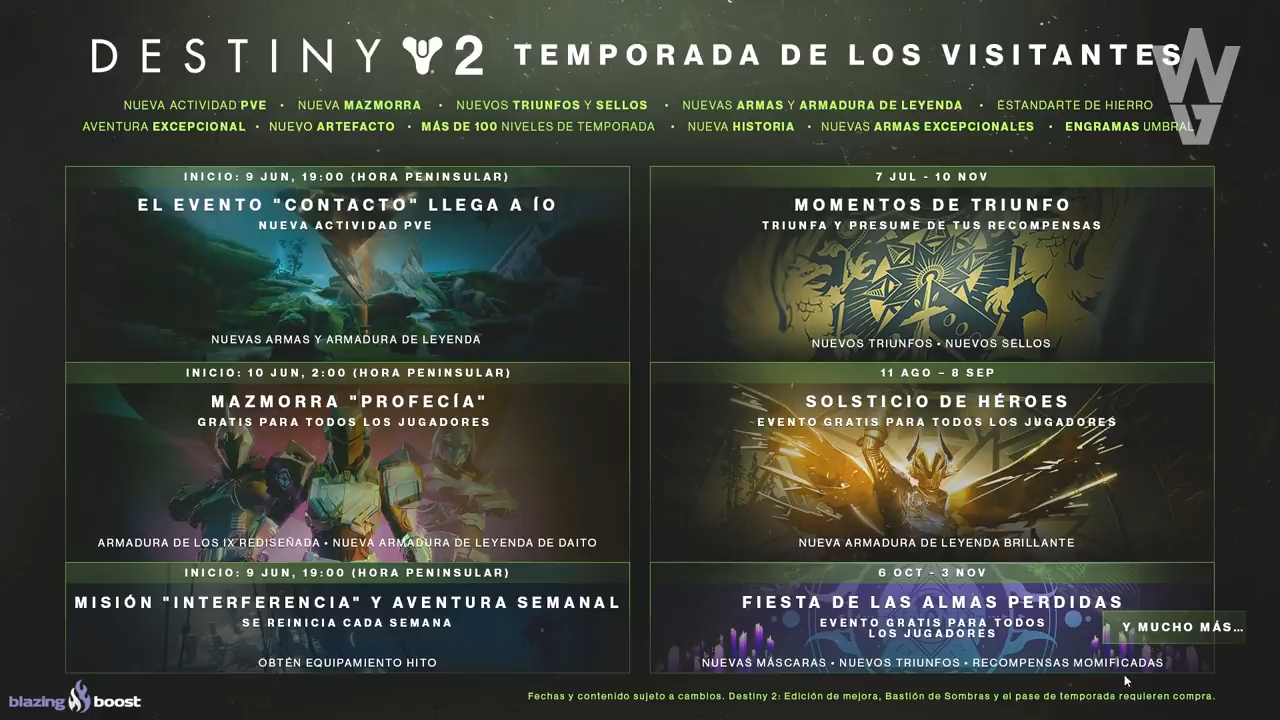 DESTINY 2 TEMPORADA DE LOS VISITANTES
NUEVA ACTIVIDAD PVE • NUEVA MAZMORRA • NUEVOS TRIUNFOS Y SELLOS • NUEVAS ARMAS Y ARMADURA DE LEYENDA • ESTANDARTE DE HIERRO
AVENTURA EXCEPCIONAL • NUEVO ARTEFACTO • MÁS DE 100 NIVELES DE TEMPORADA • NUEVA HISTORIA • NUEVAS ARMAS EXCEPCIONALES • ENGRAMAS UMBRAL
INICIO: 9 JUN, 19:00 (HORA PENINSULAR)
EL EVENTO "CONTACTO" LLEGA A ÍO
NUEVA ACTIVIDAD PVE
NUEVAS ARMAS Y ARMADURA DE LEYENDA
INICIO: 10 JUN, 2:00 (HORA PENINSULAR)
MAZMORRA "PROFECÍA"
GRATIS PARA TODOS LOS JUGADORES
ARMADURA DE LOS IX REDISEÑADA • NUEVA ARMADURA DE LEYENDA DE DAITO
INICIO: 9 JUN, 19:00 (HORA PENINSULAR)
MISIÓN "INTERFERENCIA" Y AVENTURA SEMANAL
SE REINICIA CADA SEMANA
OBTÉN EQUIPAMIENTO HITO
7 JUL - 10 NOV
MOMENTOS DE TRIUNFO
TRIUNFA Y PRESUME DE TUS RECOMPENSAS
NUEVOS TRIUNFOS • NUEVOS SELLOS
11 AGO – 8 SEP
SOLSTICIO DE HÉROES
EVENTO GRATIS PARA TODOS LOS JUGADORES
NUEVA ARMADURA DE LEYENDA BRILLANTE
6 OCT - 3 NOV
FIESTA DE LAS ALMAS PERDIDAS
EVENTO GRATIS PARA TODOS
LOS JUGADORES
NUEVAS MÁSCARAS • NUEVOS TRIUNFOS • RECOMPENSAS MOMIFICADAS
Y MUCHO MÁS...
Fechas y contenido sujeto a cambios. Destiny 2: Edición de mejora, Bastión de Sombras y el pase de temporada requieren compra.
blazing boost
WG